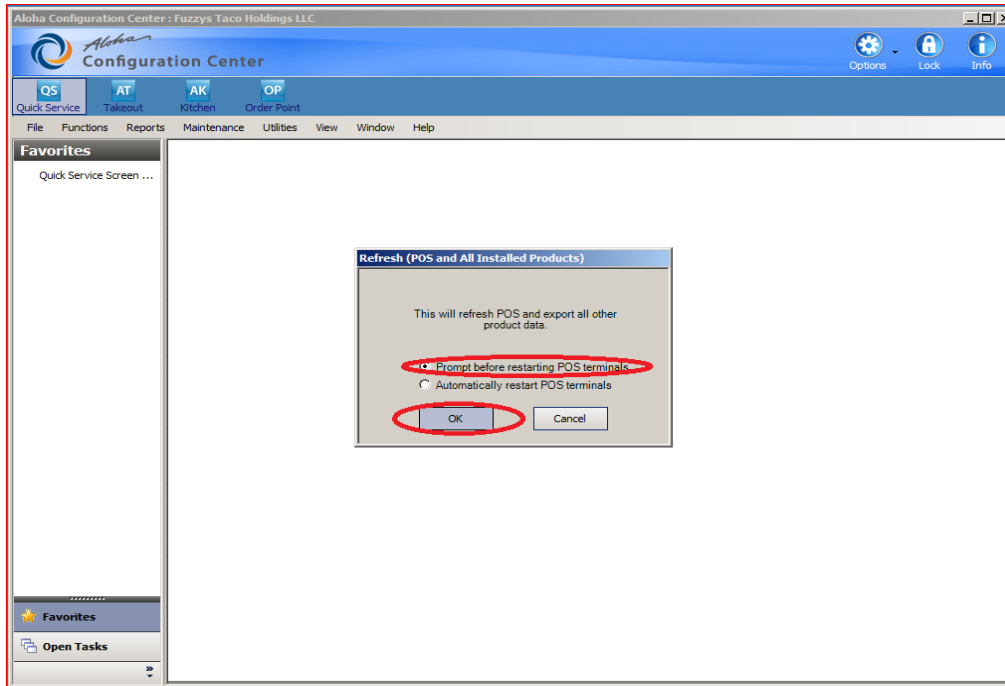 Aloha Configuration Center : Fuzzys Taco Holdings LLC
Aloha
Configuration Center
Options
Lock
Info
QS
Quick Service
AT
Takeout
AK
Kitchen
OP
Order Point
File Functions Reports Maintenance Utilities View Window Help
Favorites
Quick Service Screen ...
Refresh (POS and All Installed Products)
This will refresh POS and export all other
product data.
Prompt before restarting POS terminals
Automatically restart POS terminals
OK Cancel
Favorites
Open Tasks